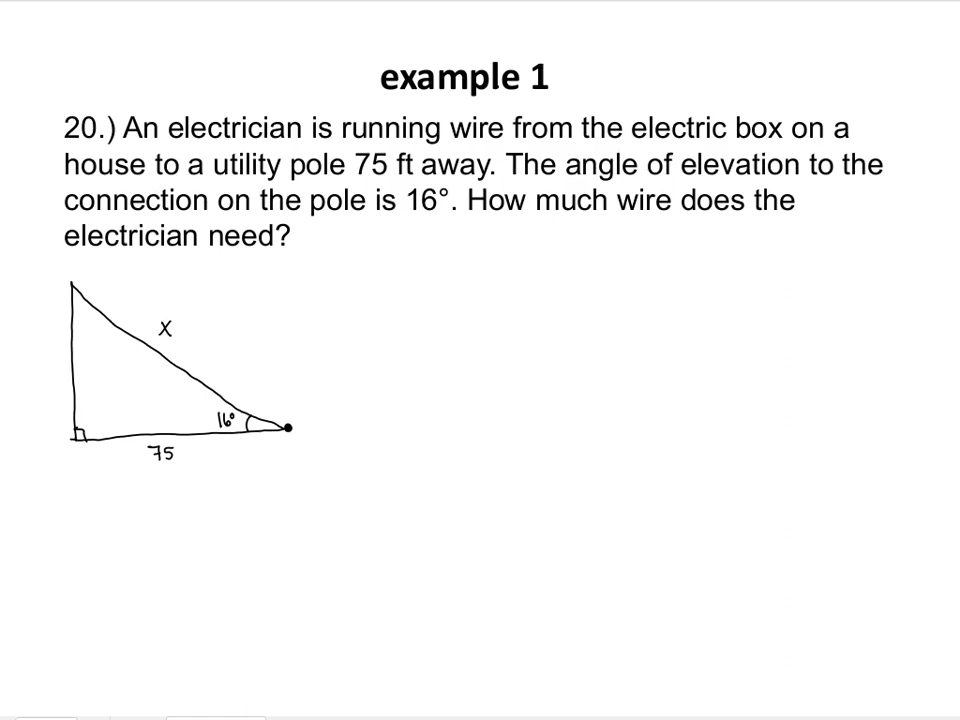 example 1
20.) An electrician is running wire from the electric box on a
house to a utility pole 75 ft away. The angle of elevation to the
connection on the pole is 16°. How much wire does the
electrician need?
x
16°
75